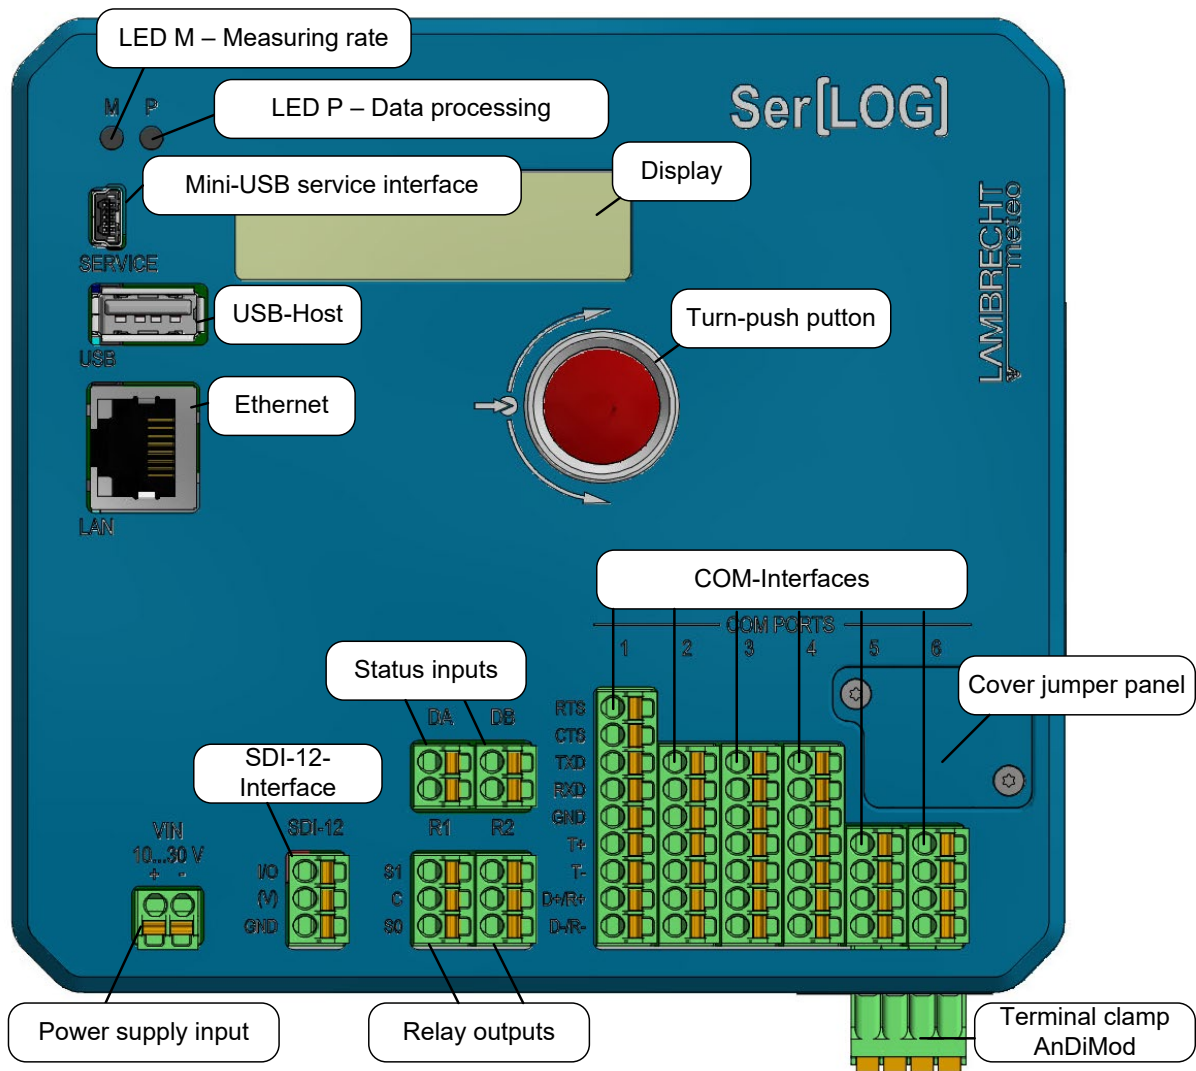 LED M – Measuring rate
M P
LED P – Data processing
Ser[LOG]
Mini-USB service interface
Display
SERVICE
LAMBRECHT
meteo
USB-Host
Turn-push putton
USB
Ethernet
LAN
COM-Interfaces
COM PORTS
1 2 3 4 5 6
Status inputs
Cover jumper panel
DA DB
RTS
CTS
TXD
RXD
GND
T+
T-
D+/R+
D-/R-
SDI-12-
Interface
R1 R2
SDI-12
VIN
10...30 V
+ -
I/O
(V)
GND
S1
C
S0
Power supply input
Relay outputs
Terminal clamp
AnDiMod